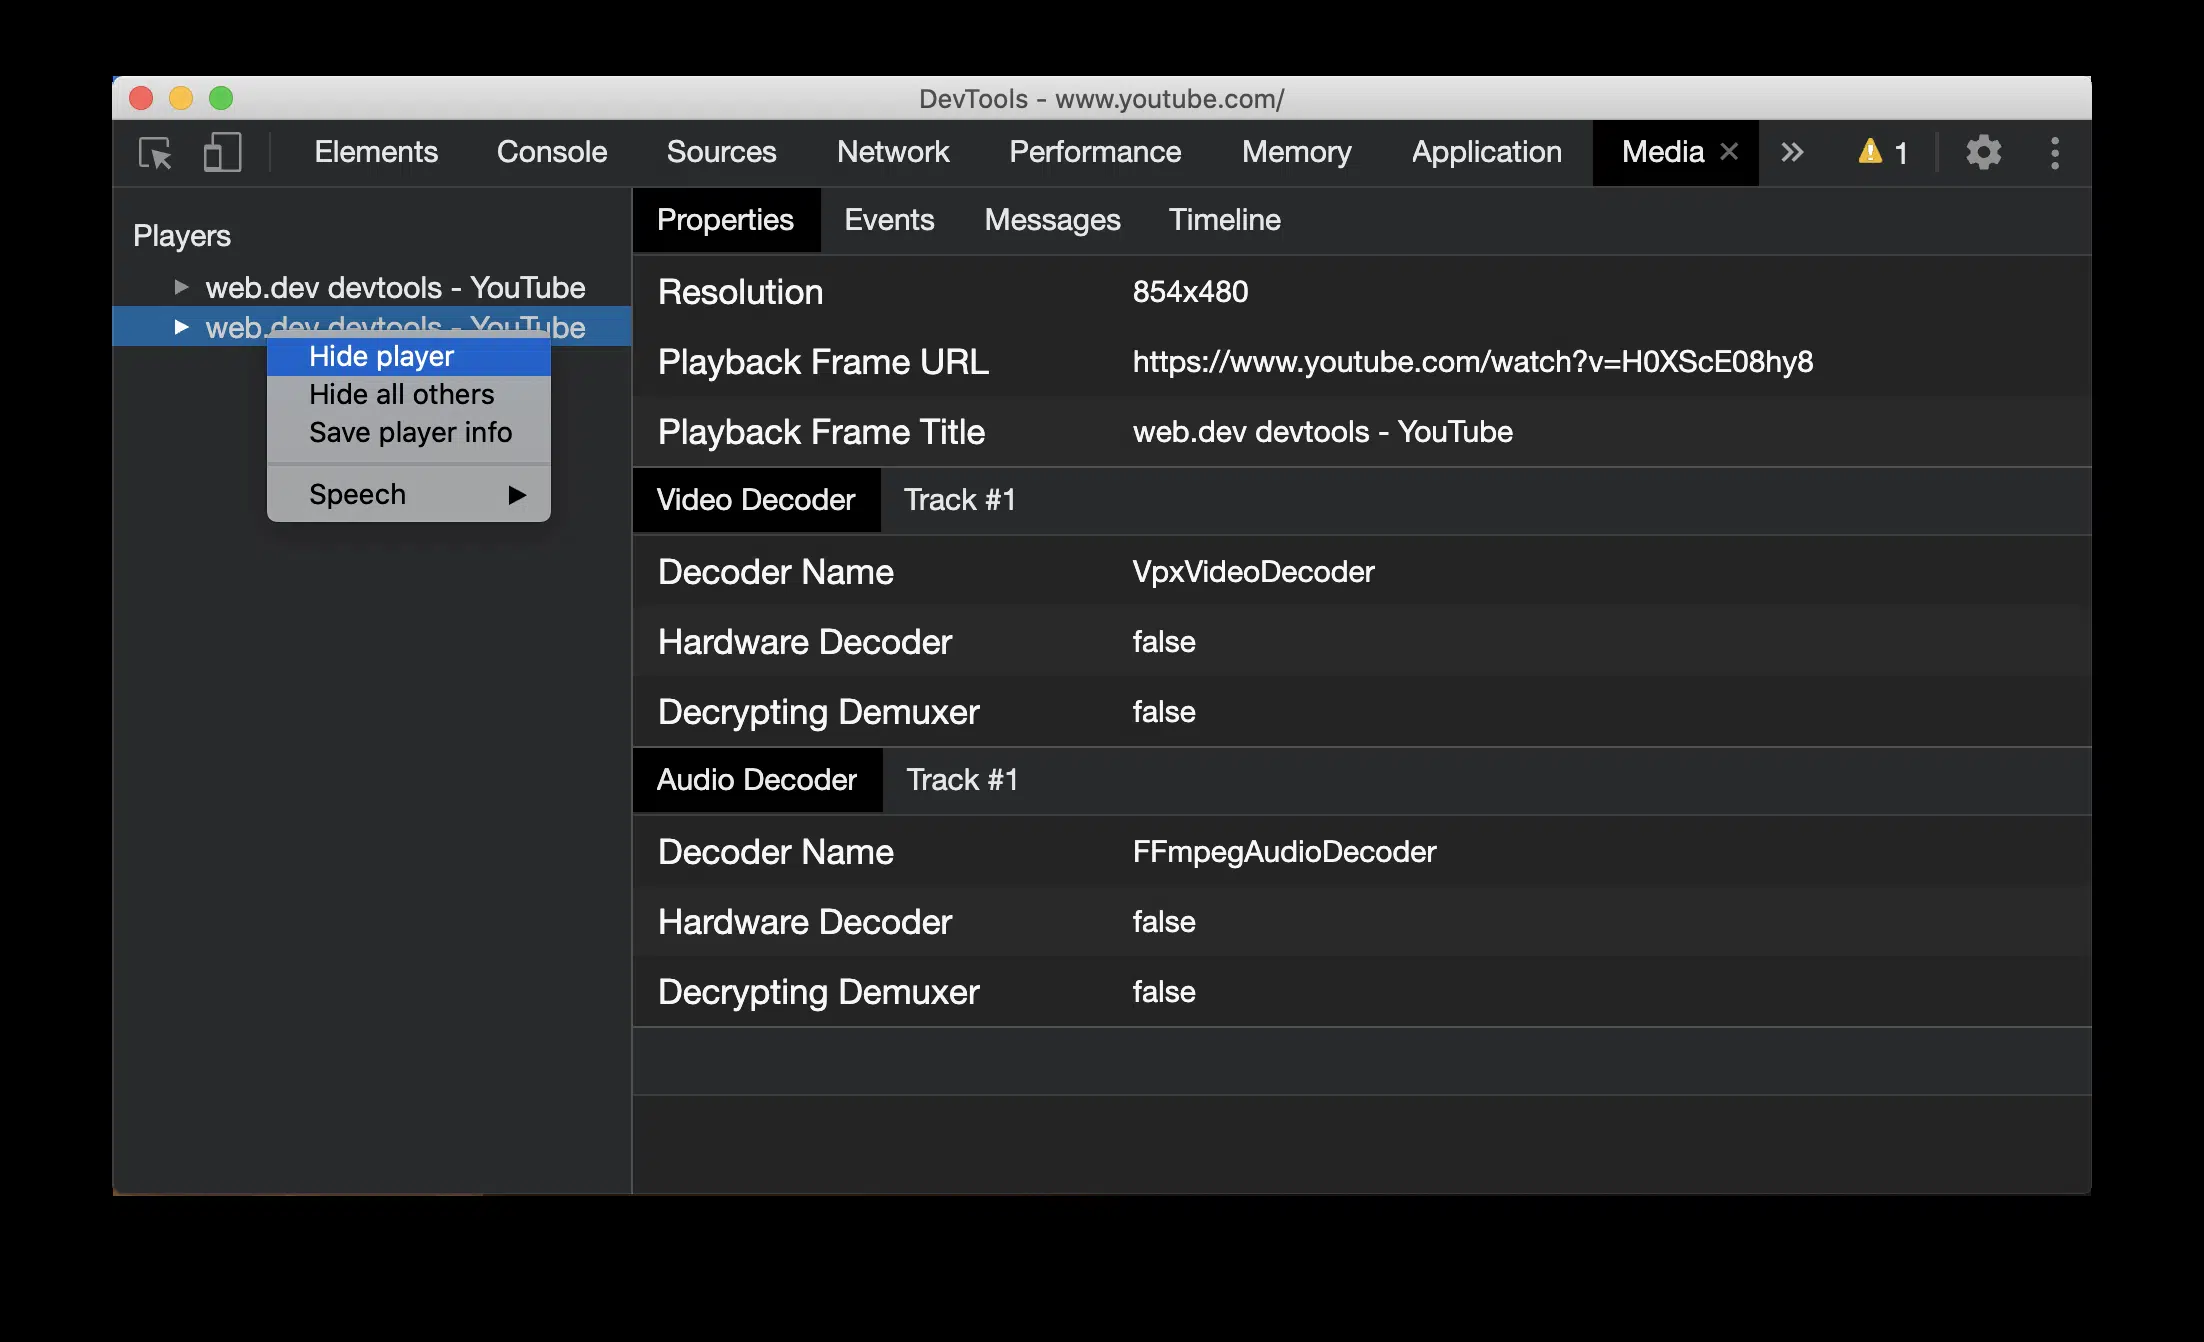 DevTools - www.youtube.com/
Elements Console Sources Network Performance Memory Application Media 1
Players
web.dev devtools - YouTube
web.dev devtools - YouTube
Hide player
Hide all others
Save player info
Speech
Properties Events Messages Timeline
Resolution 854x480
Playback Frame URL https://www.youtube.com/watch?v=H0XScE08hy8
Playback Frame Title web.dev devtools - YouTube
Video Decoder Track #1
Decoder Name VpxVideoDecoder
Hardware Decoder false
Decrypting Demuxer false
Audio Decoder Track #1
Decoder Name FFmpegAudioDecoder
Hardware Decoder false
Decrypting Demuxer false